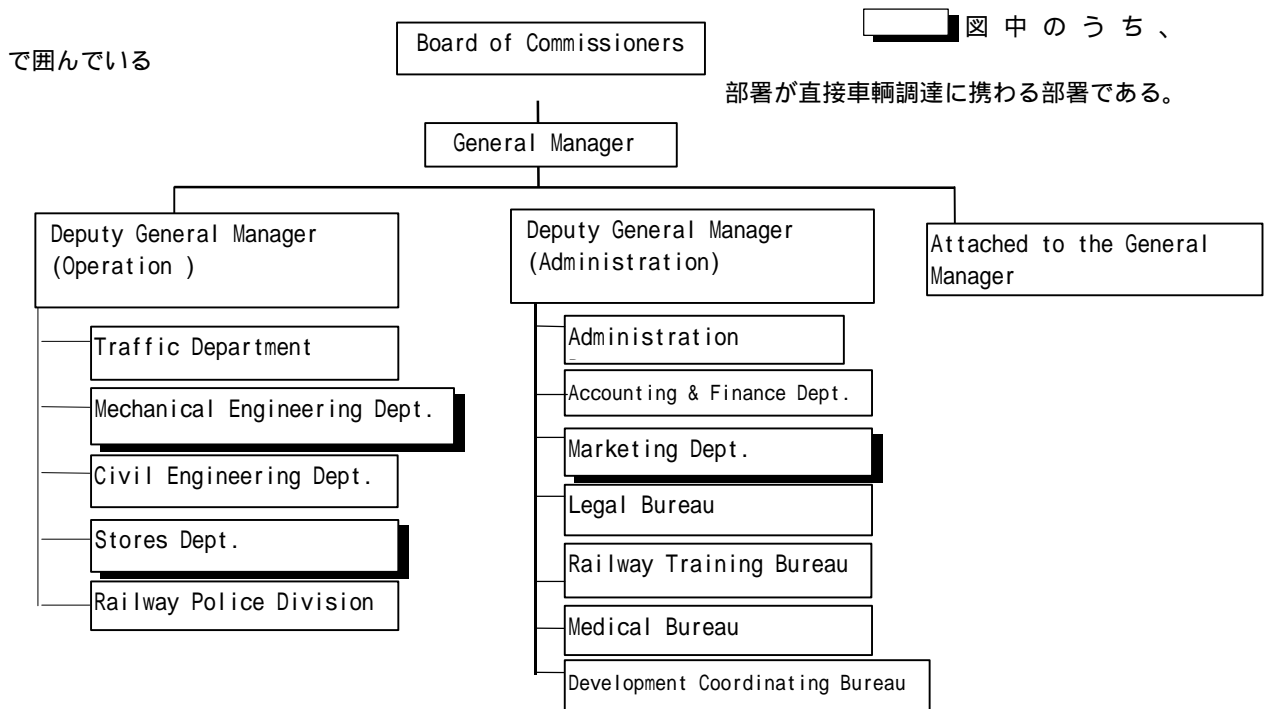 図中のうち、
で囲んでいる
部署が直接車輌調達に携わる部署である。
Board of Commissioners
General Manager
Deputy General Manager
(Operation )
Traffic Department
Mechanical Engineering Dept.
Civil Engineering Dept.
Stores Dept.
Railway Police Division
Deputy General Manager
(Administration)
Administration
Accounting & Finance Dept.
Marketing Dept.
Legal Bureau
Railway Training Bureau
Medical Bureau
Development Coordinating Bureau
Attached to the General
Manager